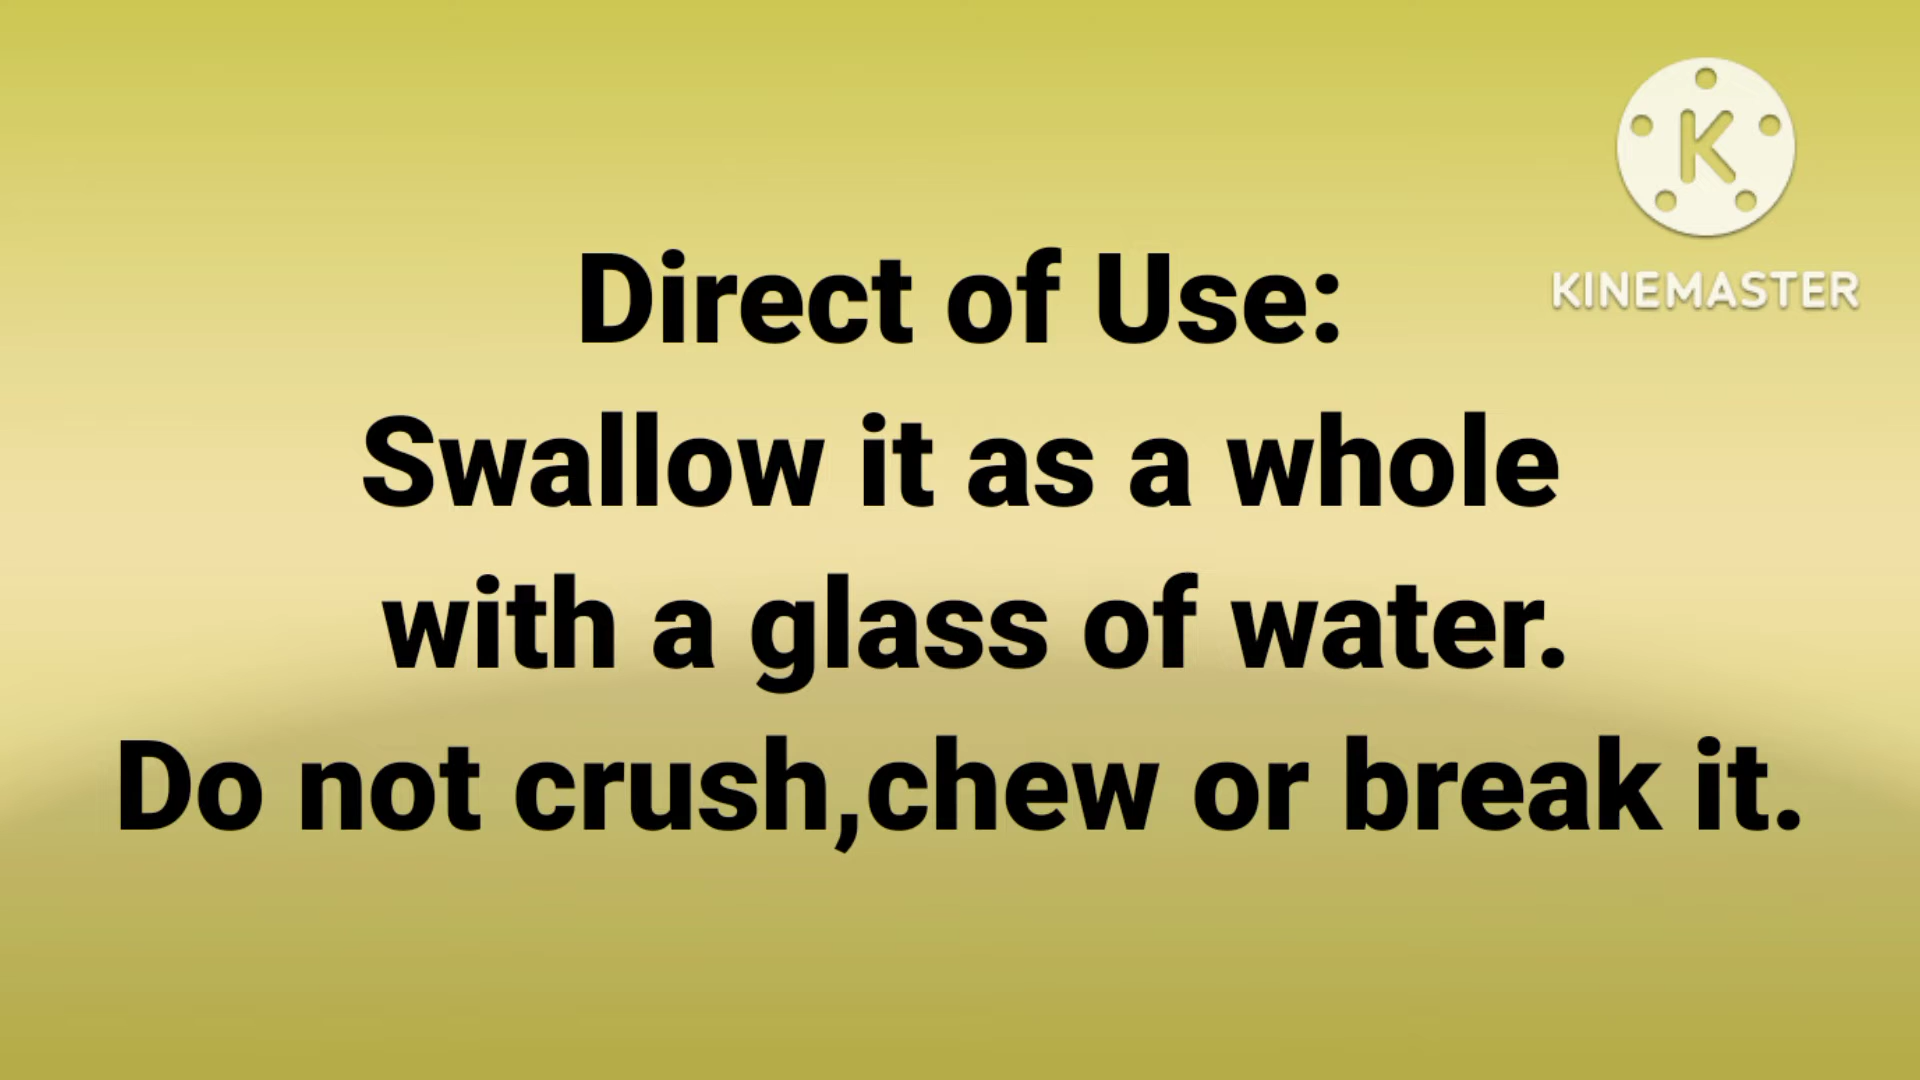 K
KINEMASTER
Direct of Use:
Swallow it as a whole
with a glass of water.
Do not crush,chew or break it.